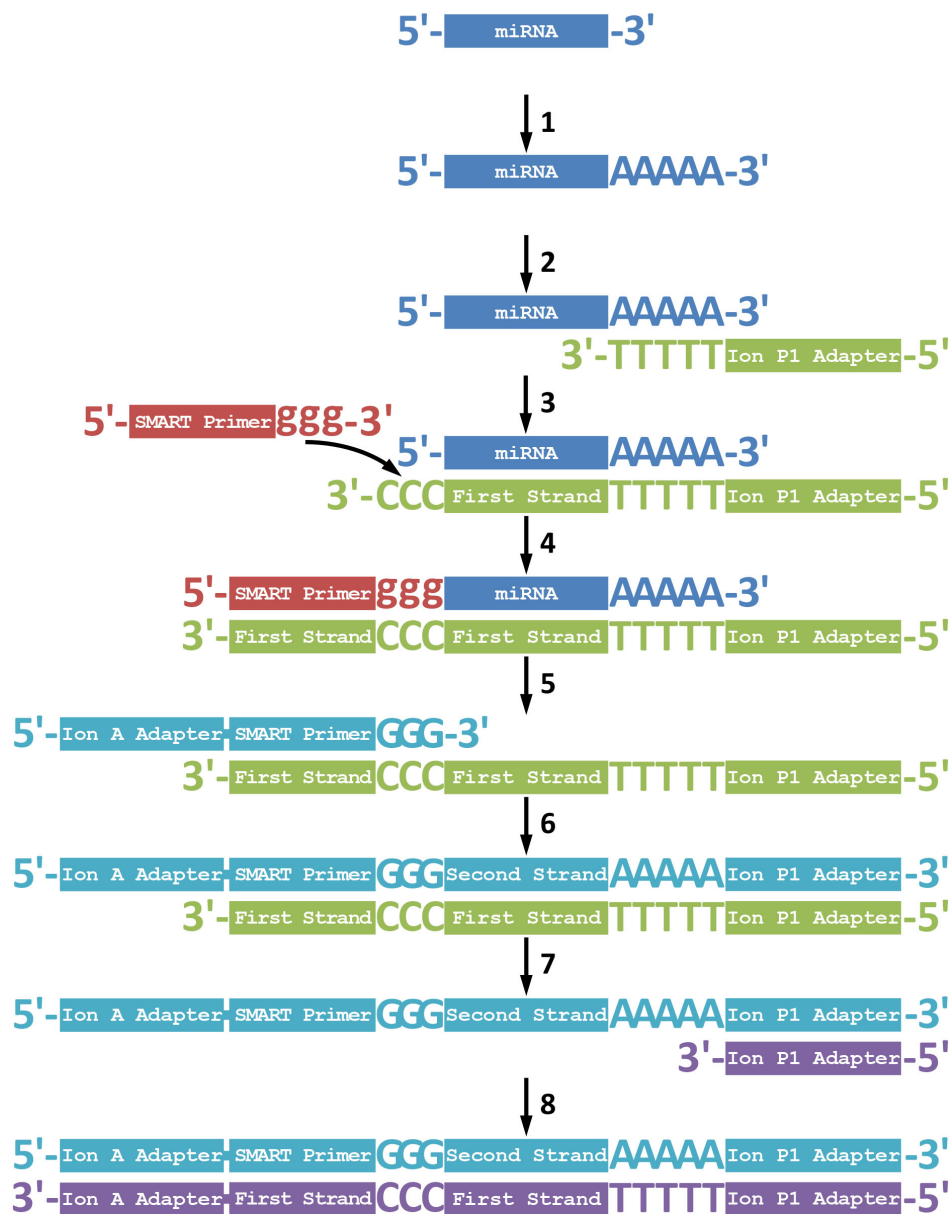 5'- miRNA -3'
1
5'- miRNA AAAAA-3'
2
5'- miRNA AAAAA-3'
3'-TTTTT Ion P1 Adapter -5'
3
5'- SMART Primer ggg-3'
5'- miRNA AAAAA-3'
3'-CCC First Strand TTTTT Ion P1 Adapter -5'
4
5'- SMART Primer ggg miRNA AAAAA-3'
3'- First Strand CCC First Strand TTTTT Ion P1 Adapter -5'
5
5'- Ion A Adapter - SMART Primer GGG-3'
3'- First Strand CCC First Strand TTTTT Ion P1 Adapter -5'
6
5'- Ion A Adapter - SMART Primer GGG Second Strand AAAAA Ion P1 Adapter -3'
3'- First Strand CCC First Strand TTTTT Ion P1 Adapter -5'
7
5'- Ion A Adapter - SMART Primer GGG Second Strand AAAAA Ion P1 Adapter -3'
3'- Ion P1 Adapter -5'
8
5'- Ion A Adapter - SMART Primer GGG Second Strand AAAAA Ion P1 Adapter -3'
3'- Ion A Adapter - First Strand CCC First Strand TTTTT Ion P1 Adapter -5'